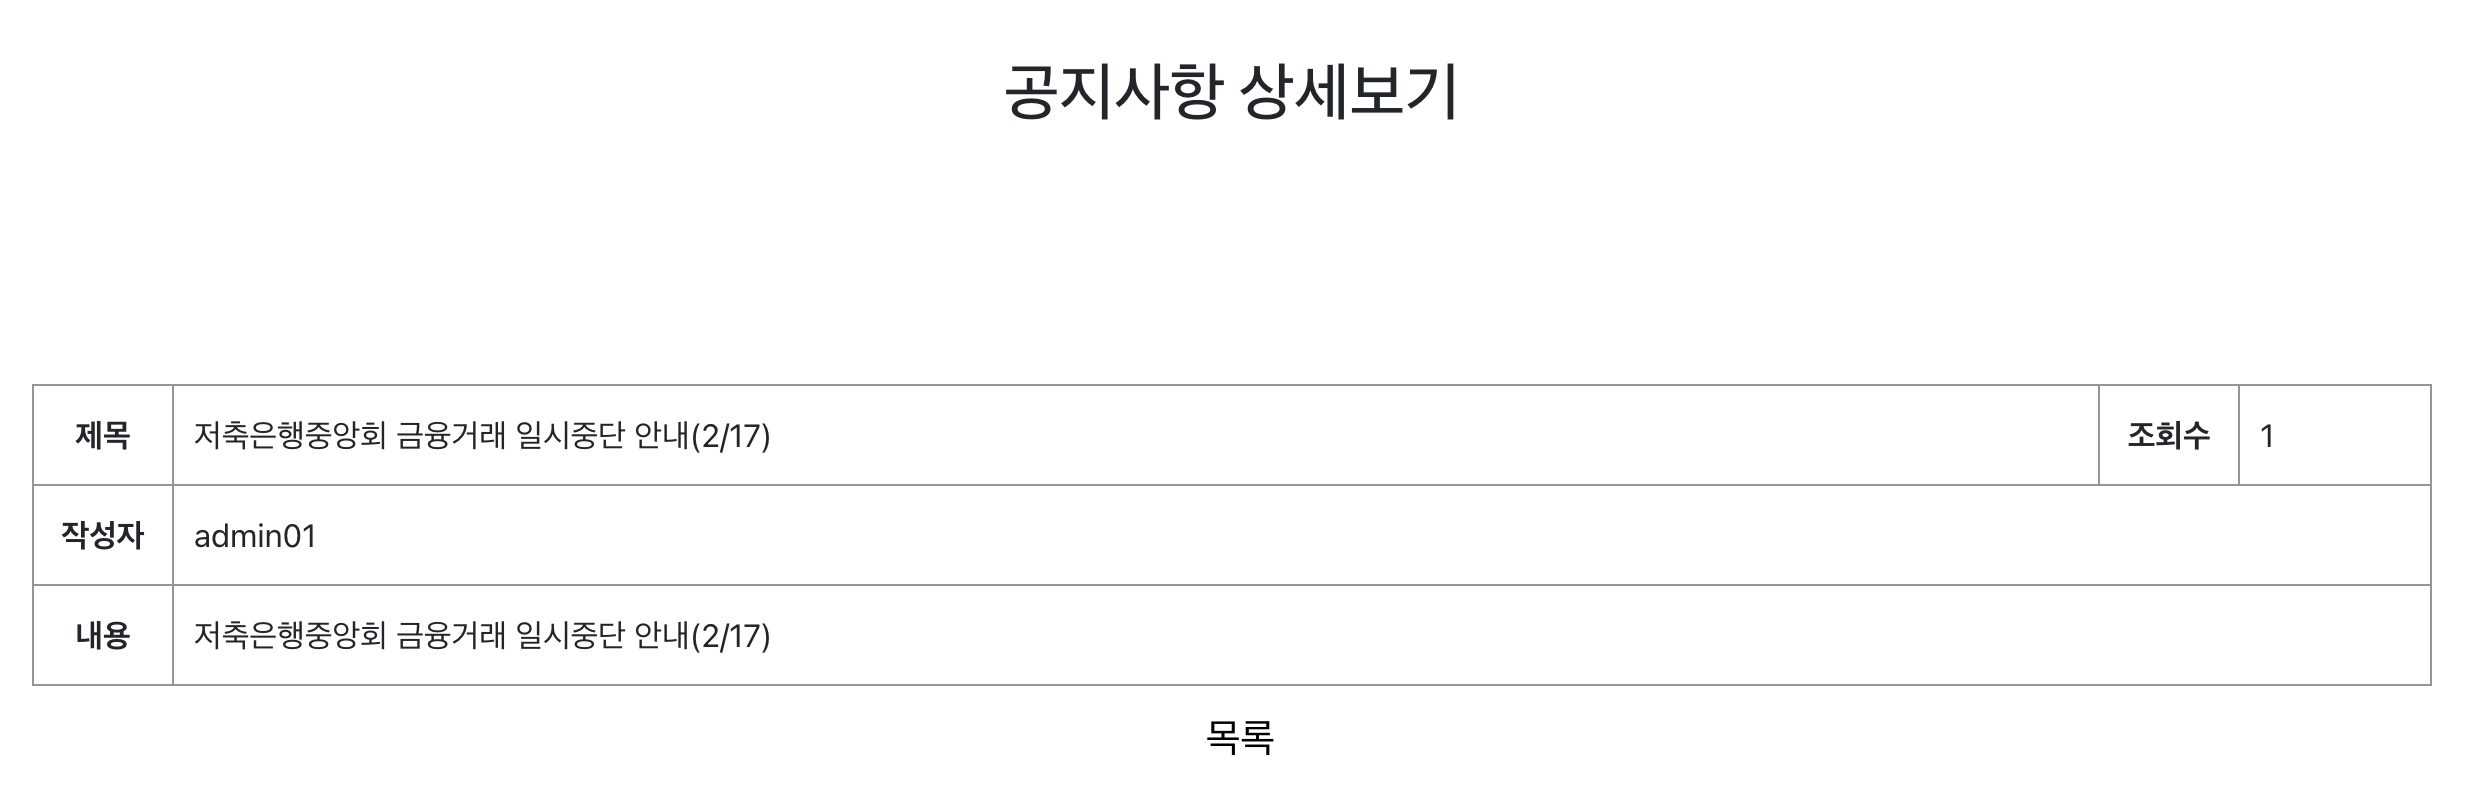 공지사항 상세보기
제목 저축은행중앙회 금융거래 일시중단 안내(2/17) 조회수 1
작성자 admin01
내용 저축은행중앙회 금융거래 일시중단 안내(2/17)
목록